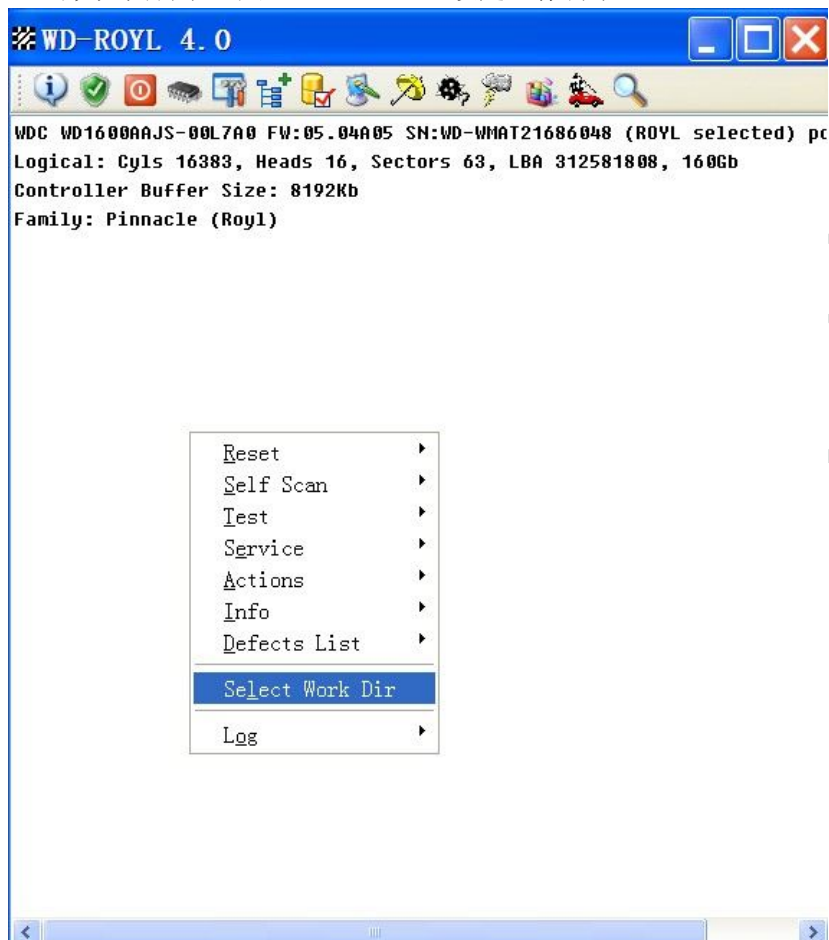 WD-ROYL 4.0
WDC WD1600AAJS-00L7A0 FW:05.04A05 SN:WD-WMAT21686048 (ROYL selected)
Logical: Cyls 16383, Heads 16, Sectors 63, LBA 312581808, 160Gb
Controller Buffer Size: 8192Kb
Family: Pinnacle (Royl)
Reset
Self Scan
Test
Service
Actions
Info
Defects List
Select Work Dir
Log